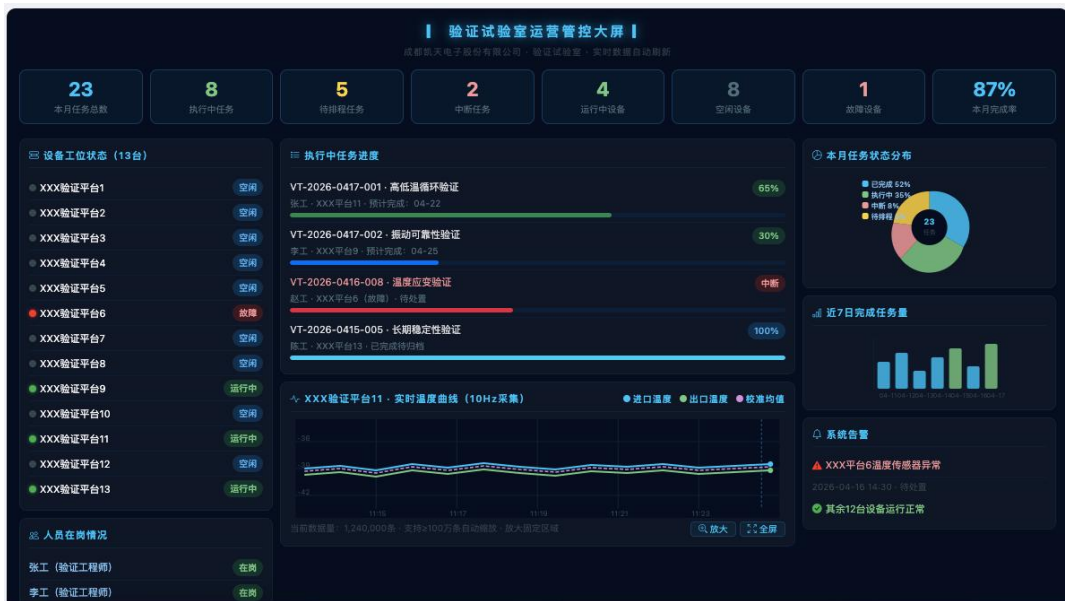 验证试验室运营管控大屏
成都凯天电子股份有限公司 · 验证试验室 · 实时数据自动刷新
23
本月任务总数
8
执行中任务
5
待排程任务
2
中断任务
4
运行中设备
8
空闲设备
1
故障设备
87%
本月完成率
设备工位状态（13台）
XXX验证平台1 空闲
XXX验证平台2 空闲
XXX验证平台3 空闲
XXX验证平台4 空闲
XXX验证平台5 空闲
XXX验证平台6 故障
XXX验证平台7 空闲
XXX验证平台8 空闲
XXX验证平台9 运行中
XXX验证平台10 空闲
XXX验证平台11 运行中
XXX验证平台12 空闲
XXX验证平台13 运行中
人员在岗情况
张工（验证工程师） 在岗
李工（验证工程师） 在岗
执行中任务进度
VT-2026-0417-001 · 高低温循环验证 65%
张工 · XXX平台11 · 预计完成：04-22
VT-2026-0417-002 · 振动可靠性验证 30%
李工 · XXX平台9 · 预计完成：04-25
VT-2026-0416-008 · 温度应变验证 中断
赵工 · XXX平台6（故障） · 待处置
VT-2026-0415-005 · 长期稳定性验证 100%
陈工 · XXX平台13 · 已完成待归档
XXX验证平台11 · 实时温度曲线（10Hz采集） 进口温度 出口温度 校准均值
-36
-42
11:15 11:17 11:19 11:21 11:23
当前数据量：1,240,000条 · 支持≥100万条自动缩放 · 放大固定区域 放大 全屏
本月任务状态分布
已完成 52%
执行中 35%
中断 8%
待排程
23
任务
近7日完成任务量
系统告警
XXX平台6温度传感器异常
2026-04-16 14:30 · 待处置
其余12台设备运行正常